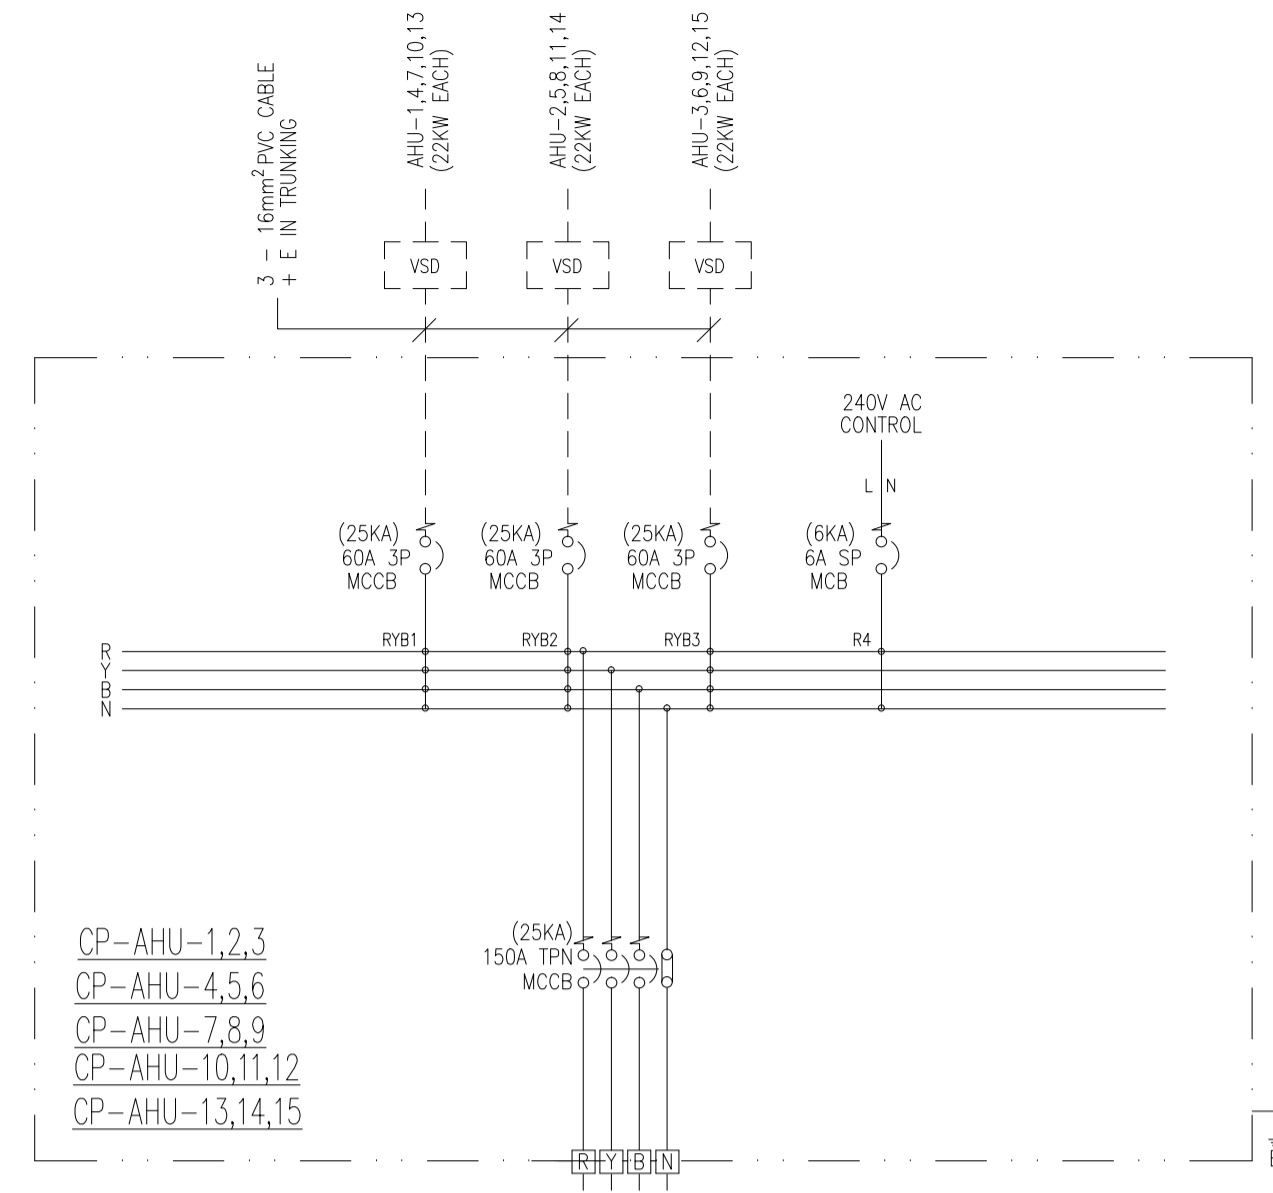 3 - 16mm² PVC CABLE
+ E IN TRUNKING
AHU-1,4,7,10,13
(22KW EACH)
AHU-2,5,8,11,14
(22KW EACH)
AHU-3,6,9,12,15
(22KW EACH)
VSD
VSD
VSD
240V AC
CONTROL
L N
(25KA)
60A 3P
MCCB
(25KA)
60A 3P
MCCB
(25KA)
60A 3P
MCCB
(6KA)
6A SP
MCB
RYB1
RYB2
RYB3
R4
R
Y
B
N
(25KA)
150A TPN
MCCB
CP-AHU-1,2,3
CP-AHU-4,5,6
CP-AHU-7,8,9
CP-AHU-10,11,12
CP-AHU-13,14,15
R Y B N